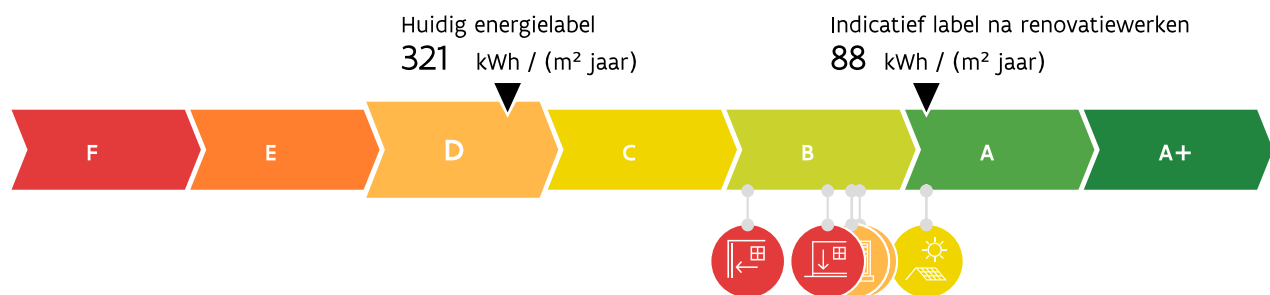 Huidig energielabel
321 kWh / (m² jaar)
Indicatief label na renovatiewerken
88 kWh / (m² jaar)
F
E
D
C
B
A
A+